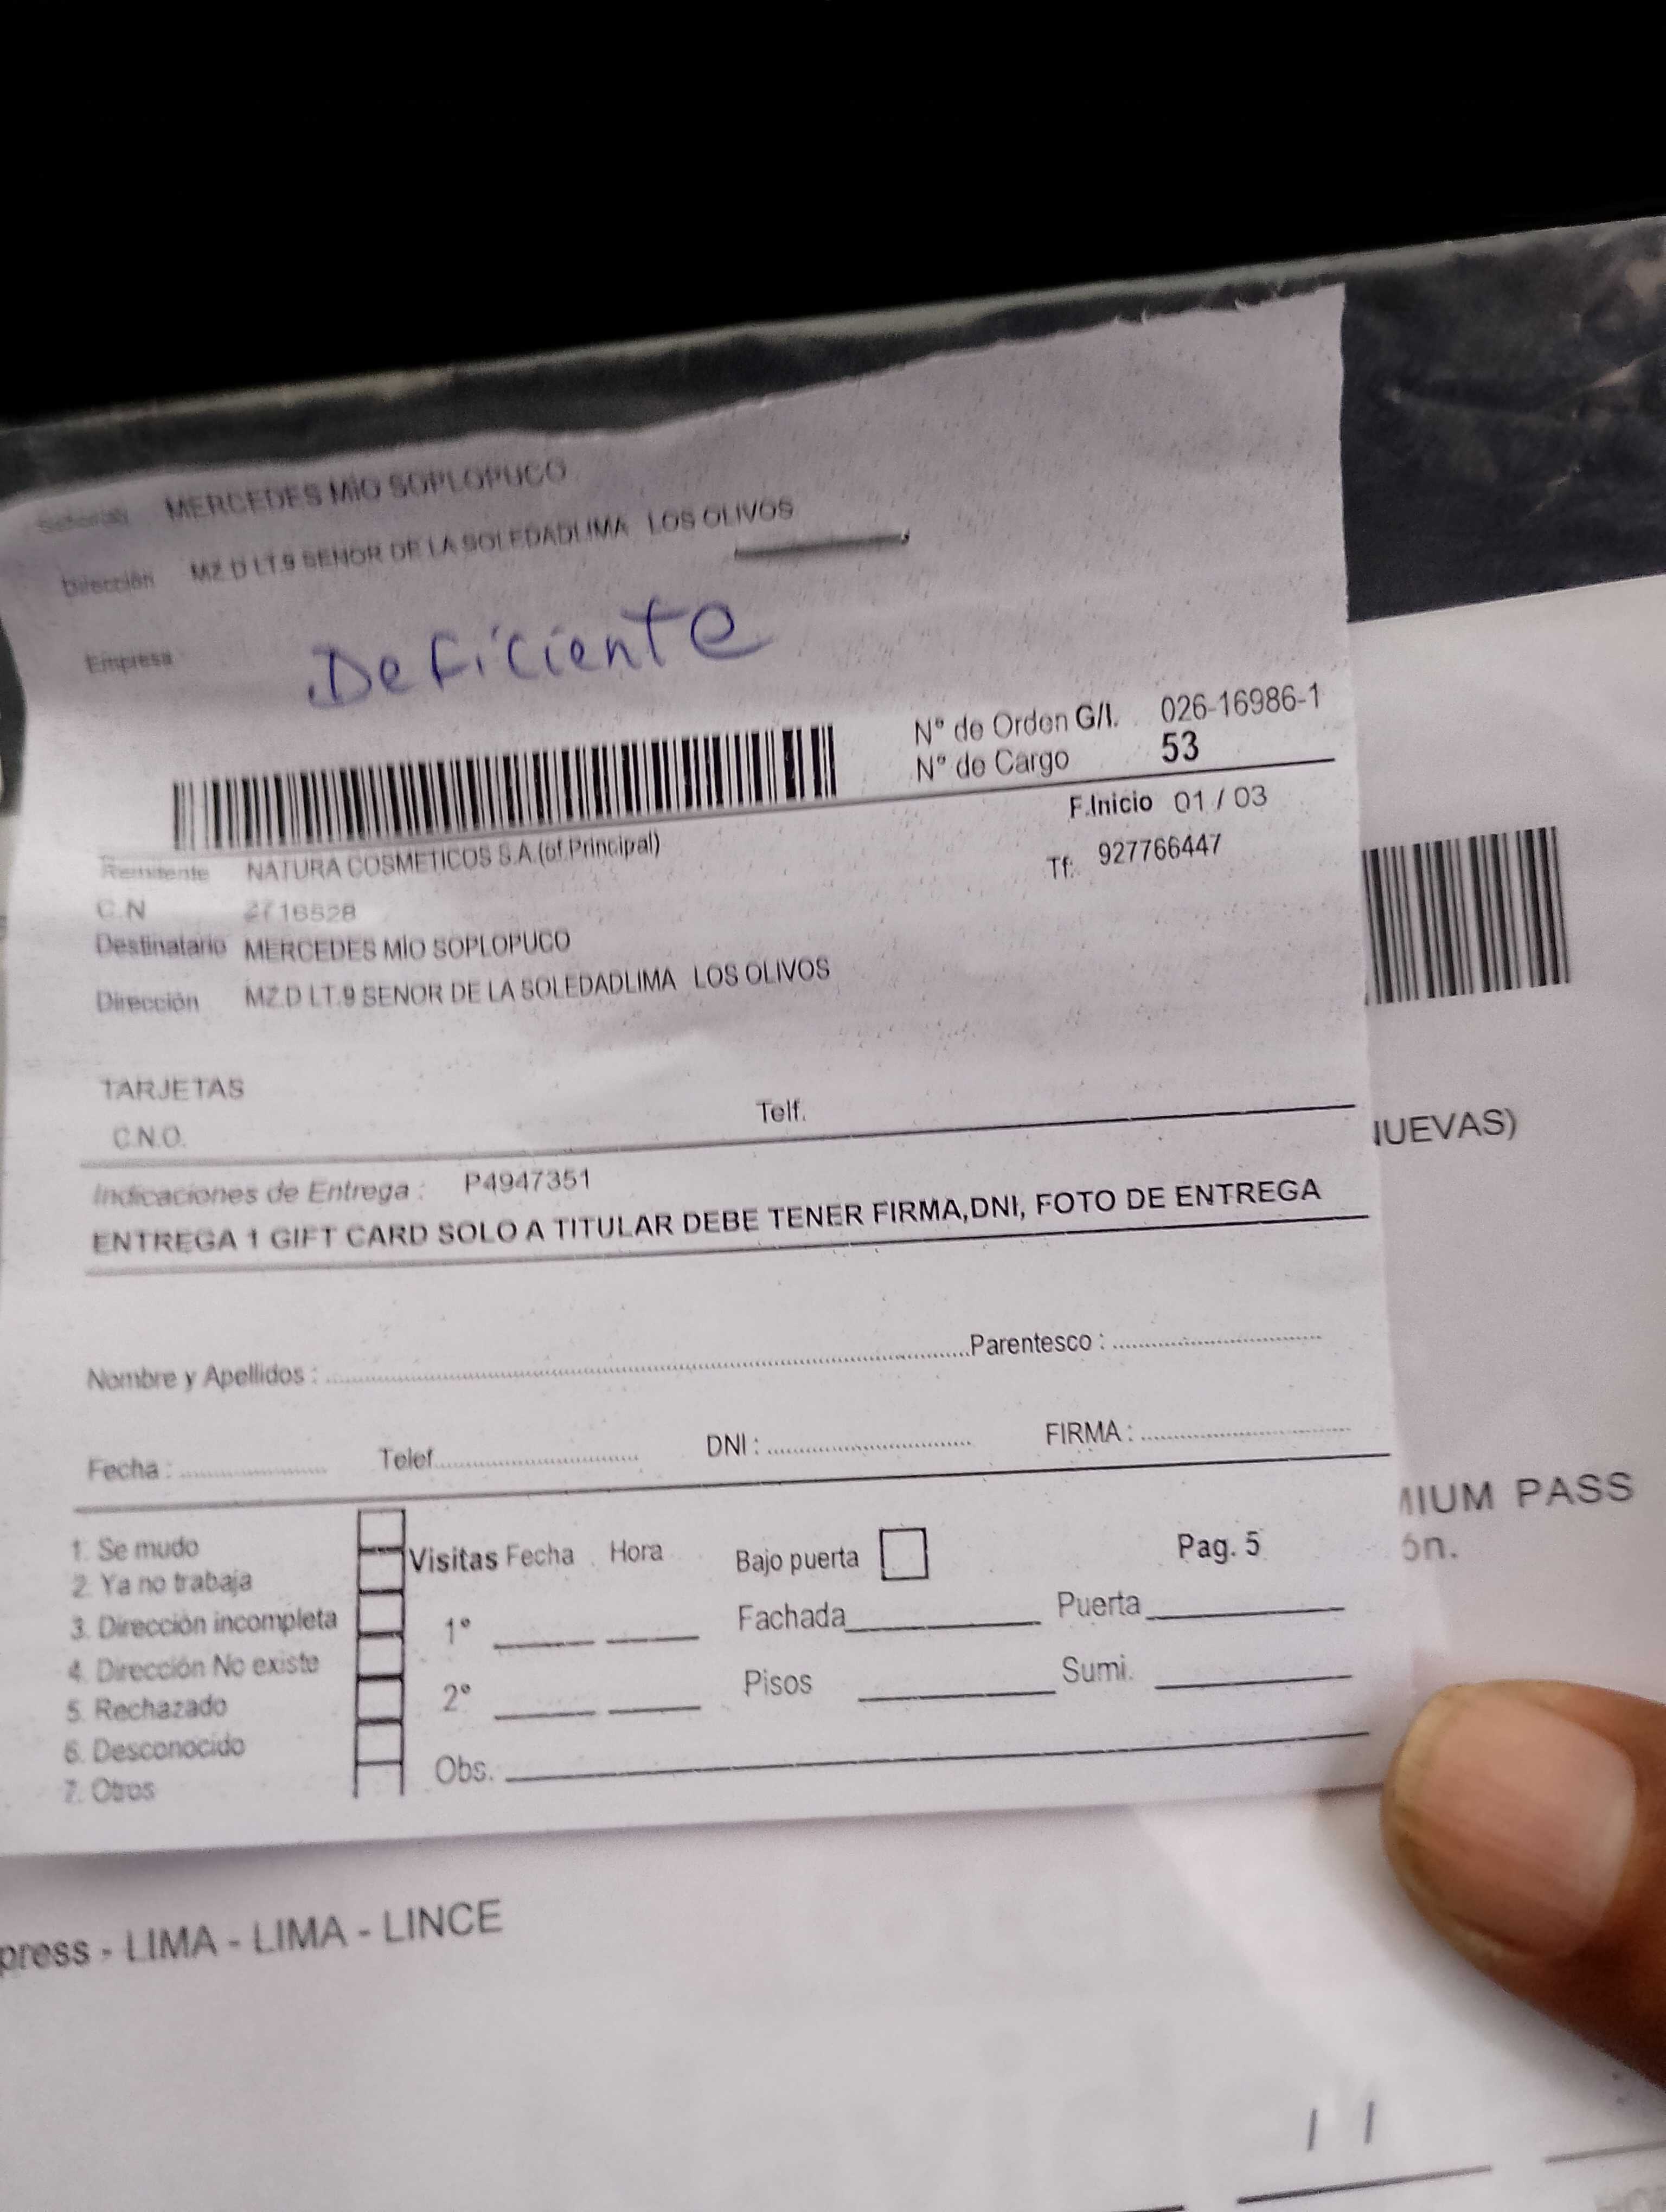 Señor(a) MERCEDES MÍO SOPLOPUCO
Dirección MZ.D LT.9 SENOR DE LA SOLEDADLIMA LOS OLIVOS
Empresa
Deficiente
N° de Orden G/I. 026-16986-1
N° de Cargo 53
F.Inicio 01 / 03
Remitente NATURA COSMETICOS S.A.(of.Principal)
Tf: 927766447
C.N 2716528
Destinatario MERCEDES MÍO SOPLOPUCO
Dirección MZ.D LT.9 SENOR DE LA SOLEDADLIMA LOS OLIVOS
TARJETAS
C.N.O. Telf.
Indicaciones de Entrega : P4947351
ENTREGA 1 GIFT CARD SOLO A TITULAR DEBE TENER FIRMA,DNI, FOTO DE ENTREGA
Nombre y Apellidos : Parentesco :
Fecha : Telef. DNI : FIRMA :
1. Se mudo
2. Ya no trabaja
3. Dirección incompleta
4. Dirección No existe
5. Rechazado
6. Desconocido
7. Otros
Visitas Fecha Hora Bajo puerta Pag. 5
1° Fachada Puerta
2° Pisos Sumi.
Obs.
NUEVAS)
MIUM PASS
ón.
press - LIMA - LIMA - LINCE
/ /